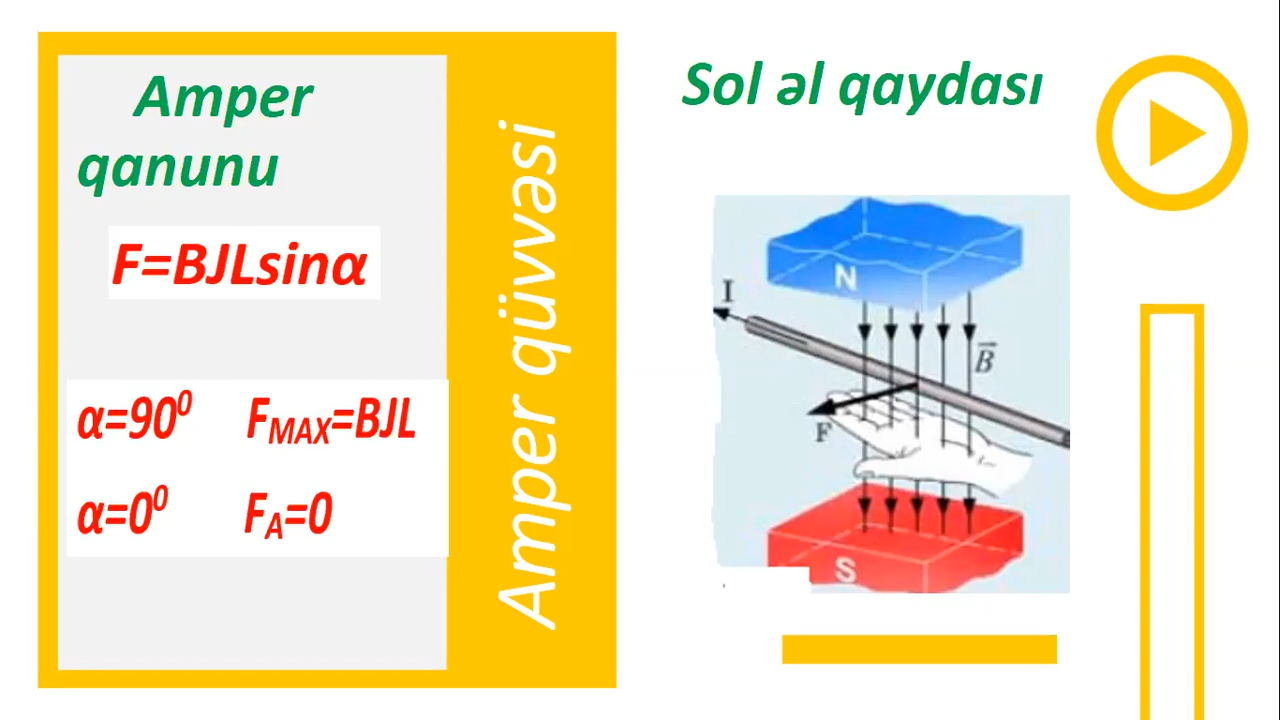 Amper
qanunu
F=BJLsinα
α=90⁰ F_MAX=BJL
α=0⁰ F_A=0
Amper qüvvəsi
Sol əl qaydası
N
I
B⃗
F
S